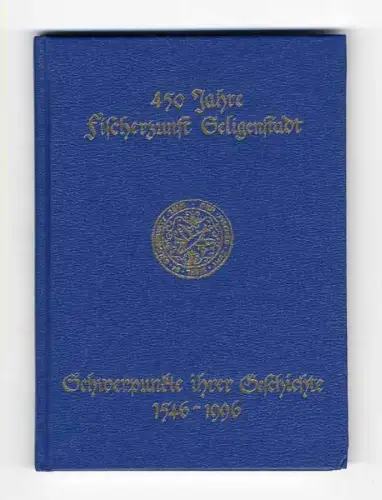 450 Jahre
Fischerzunft Seligenstadt
Schwerpunkte ihrer Geschichte
1546-1996